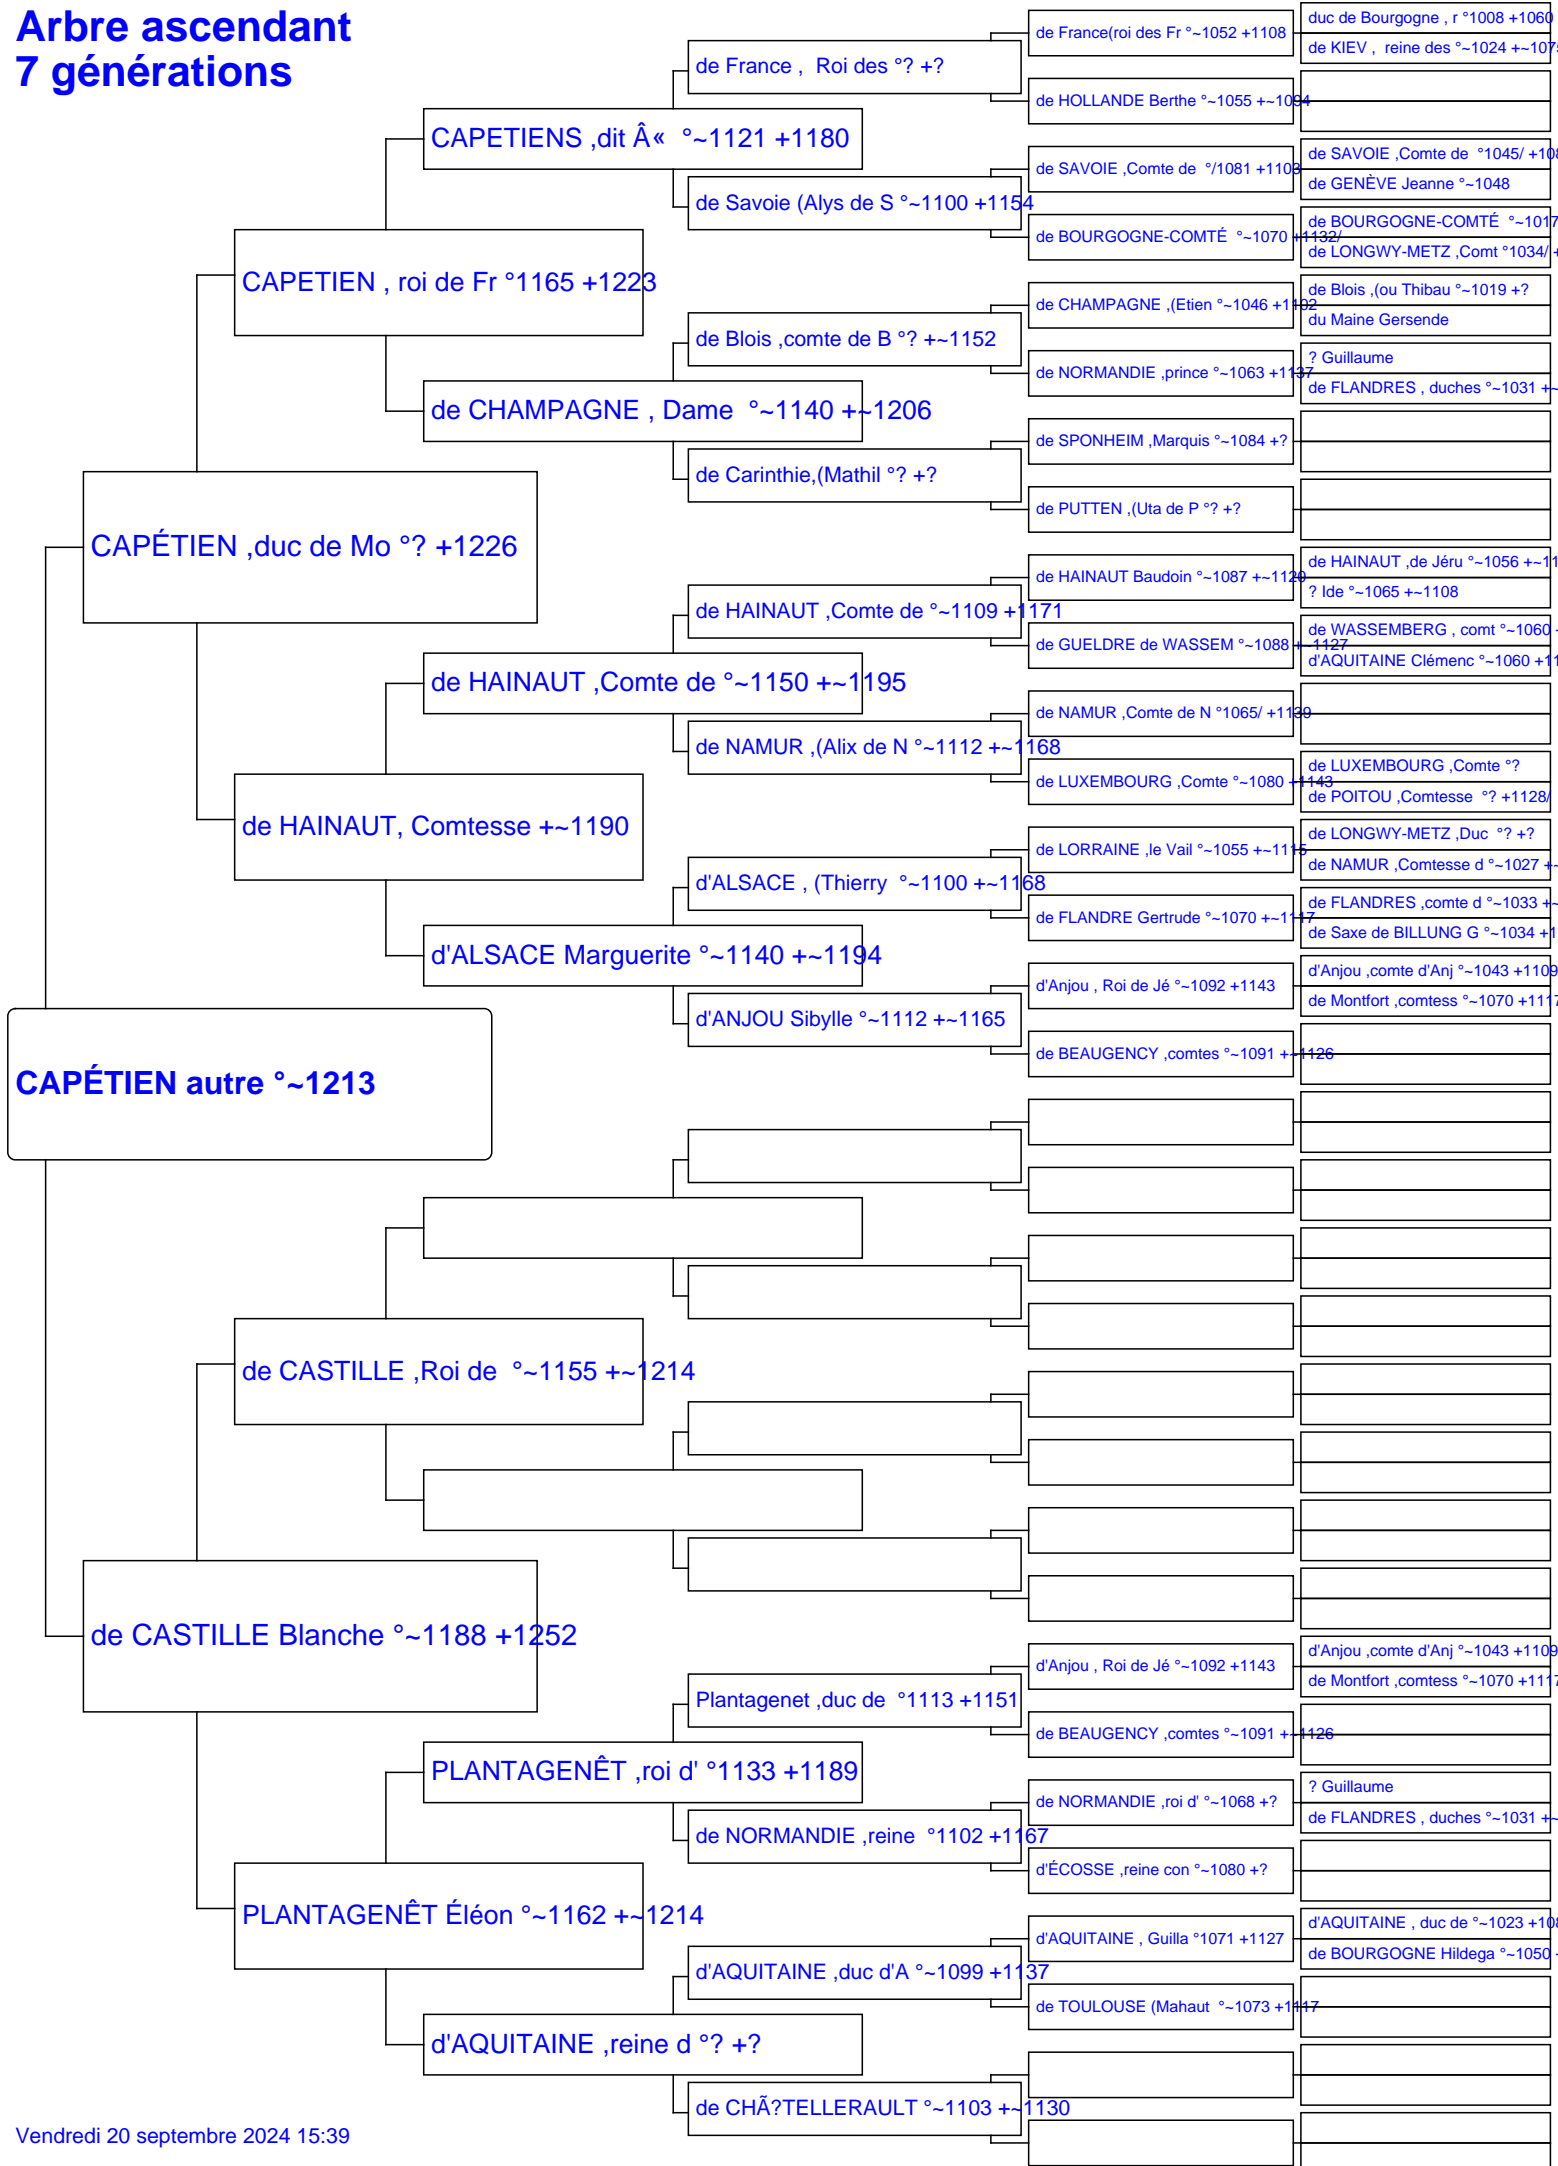 Arbre ascendant
7 générations
duc de Bourgogne , r °1008 +1060
de France(roi des Fr °~1052 +1108
de KIEV ,  reine des °~1024 +~1075
de France ,  Roi des °? +?
de HOLLANDE Berthe °~1055 +~1094
CAPETIENS ,dit Â«  °~1121 +1180
de SAVOIE ,Comte de  °1045/ +108
de SAVOIE ,Comte de  °/1081 +1103
de GENÈVE Jeanne °~1048
de Savoie (Alys de S °~1100 +1154
de BOURGOGNE-COMTÉ  °~1017
de BOURGOGNE-COMTÉ  °~1070 +1132/
de LONGWY-METZ ,Comt °1034/ +
CAPETIEN , roi de Fr °1165 +1223
de Blois ,(ou Thibau °~1019 +?
de CHAMPAGNE ,(Etien °~1046 +1102
du Maine Gersende
de Blois ,comte de B °? +~1152
? Guillaume
de NORMANDIE ,prince °~1063 +1137
de FLANDRES , duches °~1031 +~
de CHAMPAGNE , Dame  °~1140 +~1206
de SPONHEIM ,Marquis °~1084 +?
de Carinthie,(Mathil °? +?
de PUTTEN ,(Uta de P °? +?
CAPÉTIEN ,duc de Mo °? +1226
de HAINAUT ,de Jéru °~1056 +~11
de HAINAUT Baudoin °~1087 +~1120
? Ide °~1065 +~1108
de HAINAUT ,Comte de °~1109 +1171
de WASSEMBERG , comt °~1060 +
de GUELDRE de WASSEM °~1088 +~1127
d'AQUITAINE Clémenc °~1060 +11
de HAINAUT ,Comte de °~1150 +~1195
de NAMUR ,Comte de N °1065/ +1139
de NAMUR ,(Alix de N °~1112 +~1168
de LUXEMBOURG ,Comte °?
de LUXEMBOURG ,Comte °~1080 +1143
de POITOU ,Comtesse  °? +1128/
de HAINAUT, Comtesse +~1190
de LONGWY-METZ ,Duc  °? +?
de LORRAINE ,le Vail °~1055 +~1115
de NAMUR ,Comtesse d °~1027 +~
d'ALSACE , (Thierry  °~1100 +~1168
de FLANDRES ,comte d °~1033 +~
de FLANDRE Gertrude °~1070 +~1117
de Saxe de BILLUNG G °~1034 +1
d'ALSACE Marguerite °~1140 +~1194
d'Anjou ,comte d'Anj °~1043 +1109
d'Anjou , Roi de Jé °~1092 +1143
de Montfort ,comtess °~1070 +1117
d'ANJOU Sibylle °~1112 +~1165
de BEAUGENCY ,comtes °~1091 +~1126
CAPÉTIEN autre °~1213
de CASTILLE ,Roi de  °~1155 +~1214
de CASTILLE Blanche °~1188 +1252
d'Anjou ,comte d'Anj °~1043 +1109
d'Anjou , Roi de Jé °~1092 +1143
de Montfort ,comtess °~1070 +1117
Plantagenet ,duc de  °1113 +1151
de BEAUGENCY ,comtes °~1091 +~1126
PLANTAGENÊT ,roi d' °1133 +1189
? Guillaume
de NORMANDIE ,roi d' °~1068 +?
de FLANDRES , duches °~1031 +~
de NORMANDIE ,reine  °1102 +1167
d'ÉCOSSE ,reine con °~1080 +?
PLANTAGENÊT Éléon °~1162 +~1214
d'AQUITAINE , duc de °~1023 +108
d'AQUITAINE , Guilla °1071 +1127
de BOURGOGNE Hildega °~1050 +
d'AQUITAINE ,duc d'A °~1099 +1137
de TOULOUSE (Mahaut  °~1073 +1117
d'AQUITAINE ,reine d °? +?
de CHÃ?TELLERAULT °~1103 +~1130
Vendredi 20 septembre 2024 15:39